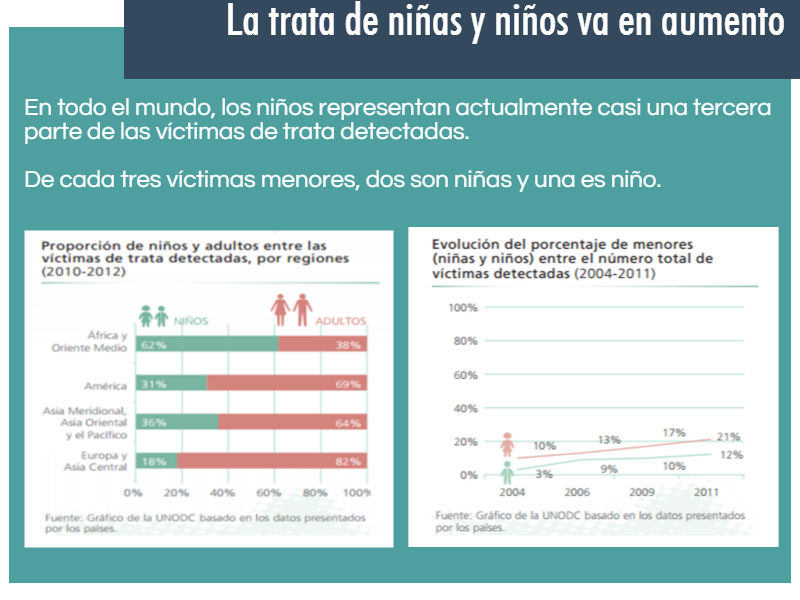 La trata de niñas y niños va en aumento
En todo el mundo, los niños representan actualmente casi una tercera
parte de las víctimas de trata detectadas.
De cada tres víctimas menores, dos son niñas y una es niño.
Proporción de niños y adultos entre las
víctimas de trata detectadas, por regiones
(2010-2012)
NIÑOS
ADULTOS
África y
Oriente Medio
62%
38%
América
31%
69%
Asia Meridional,
Asia Oriental
y el Pacífico
36%
64%
Europa y
Asia Central
18%
82%
0% 20% 40% 60% 80% 100%
Fuente: Gráfico de la UNODC basado en los datos presentados
por los países.
Evolución del porcentaje de menores
(niñas y niños) entre el número total de
víctimas detectadas (2004-2011)
100%
80%
60%
40%
20%
0%
10% 13% 17% 21%
3% 9% 10% 12%
2004 2006 2009 2011
Fuente: Gráfico de la UNODC basado en los datos presentados
por los países.